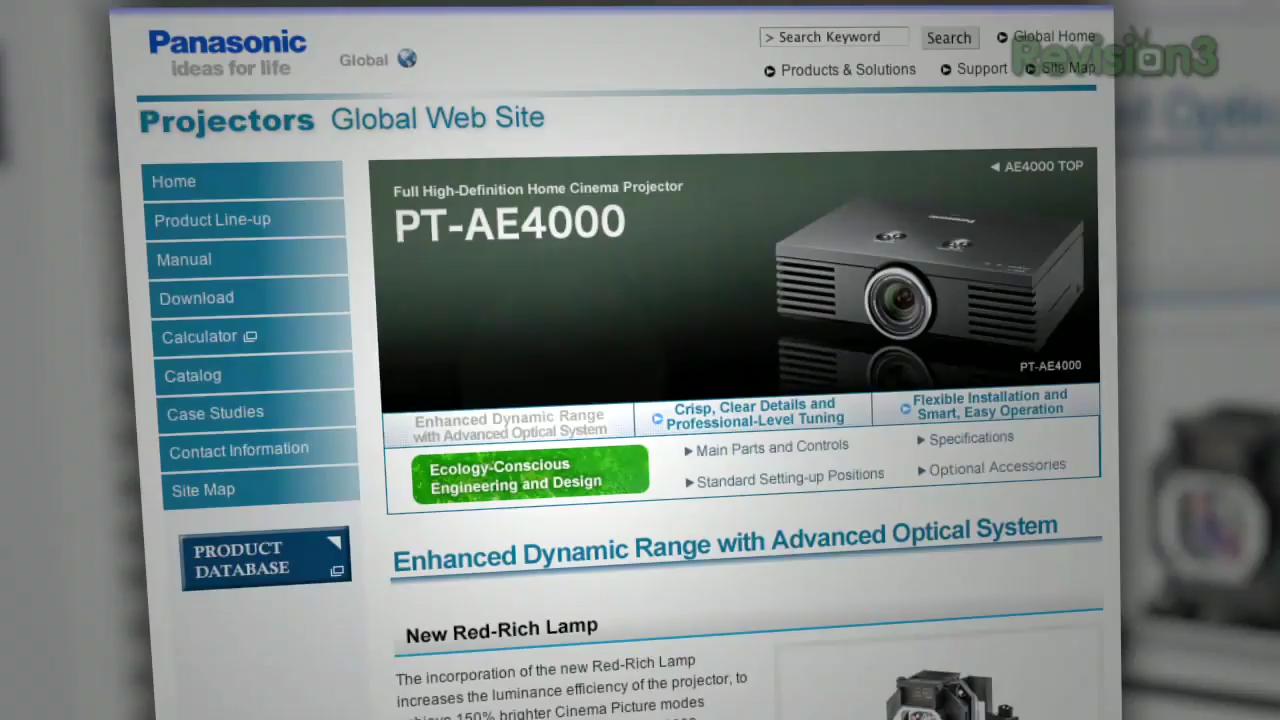 Panasonic
ideas for life
Global
> Search Keyword
Search
Global Home
Products & Solutions
Support
Site Map
Revision3
Projectors Global Web Site
Home
Product Line-up
Manual
Download
Calculator
Catalog
Case Studies
Contact Information
Site Map
PRODUCT
DATABASE
◀ AE4000 TOP
Full High-Definition Home Cinema Projector
PT-AE4000
PT-AE4000
Enhanced Dynamic Range
with Advanced Optical System
Crisp, Clear Details and
Professional-Level Tuning
Flexible Installation and
Smart, Easy Operation
Ecology-Conscious
Engineering and Design
▶ Main Parts and Controls
▶ Standard Setting-up Positions
▶ Specifications
▶ Optional Accessories
Enhanced Dynamic Range with Advanced Optical System
New Red-Rich Lamp
The incorporation of the new Red-Rich Lamp
increases the luminance efficiency of the projector, to
150% brighter Cinema Picture modes